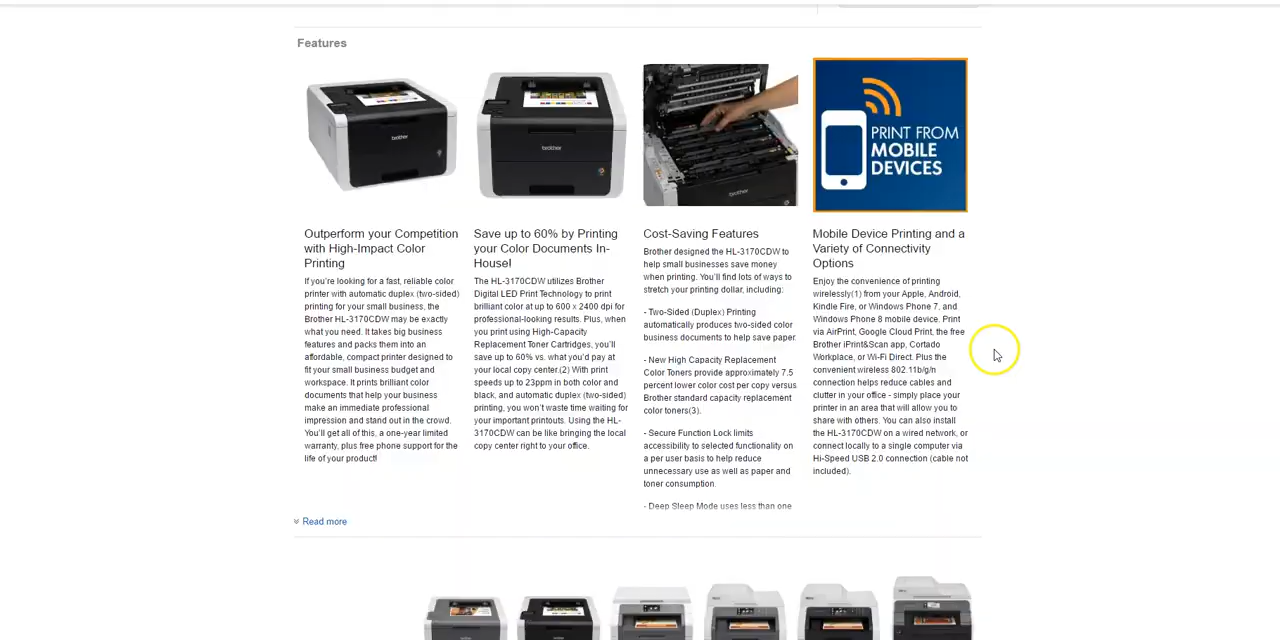 Features
brother
brother
brother
PRINT FROM
MOBILE
DEVICES
Outperform your Competition
with High-Impact Color
Printing
If you're looking for a fast, reliable color
printer with automatic duplex (two-sided)
printing for your small business, the
Brother HL-3170CDW may be exactly
what you need. It takes big business
features and packs them into an
affordable, compact printer designed to
fit your small business budget and
workspace. It prints brilliant color
documents that help your business
make an immediate professional
impression and stand out in the crowd.
You'll get all of this, a one-year limited
warranty, plus free phone support for the
life of your product!
Save up to 60% by Printing
your Color Documents In-
House!
The HL-3170CDW utilizes Brother
Digital LED Print Technology to print
brilliant color at up to 600 x 2400 dpi for
professional-looking results. Plus, when
you print using High-Capacity
Replacement Toner Cartridges, you'll
save up to 60% vs. what you'd pay at
your local copy center.(2) With print
speeds up to 23ppm in both color and
black, and automatic duplex (two-sided)
printing, you won't waste time waiting for
your important printouts. Using the HL-
3170CDW can be like bringing the local
copy center right to your office.
Cost-Saving Features
Brother designed the HL-3170CDW to
help small businesses save money
when printing. You'll find lots of ways to
stretch your printing dollar, including:
- Two-Sided (Duplex) Printing
automatically produces two-sided color
business documents to help save paper.
- New High Capacity Replacement
Color Toners provide approximately 7.5
percent lower color cost per copy versus
Brother standard capacity replacement
color toners(3).
- Secure Function Lock limits
accessibility to selected functionality on
a per user basis to help reduce
unnecessary use as well as paper and
toner consumption.
- Deep Sleep Mode uses less than one
Mobile Device Printing and a
Variety of Connectivity
Options
Enjoy the convenience of printing
wirelessly(1) from your Apple, Android,
Kindle Fire, or Windows Phone 7, and
Windows Phone 8 mobile device. Print
via AirPrint, Google Cloud Print, the free
Brother iPrint&Scan app, Cortado
Workplace, or Wi-Fi Direct. Plus the
convenient wireless 802.11b/g/n
connection helps reduce cables and
clutter in your office - simply place your
printer in an area that will allow you to
share with others. You can also install
the HL-3170CDW on a wired network, or
connect locally to a single computer via
Hi-Speed USB 2.0 connection (cable not
included).
Read more